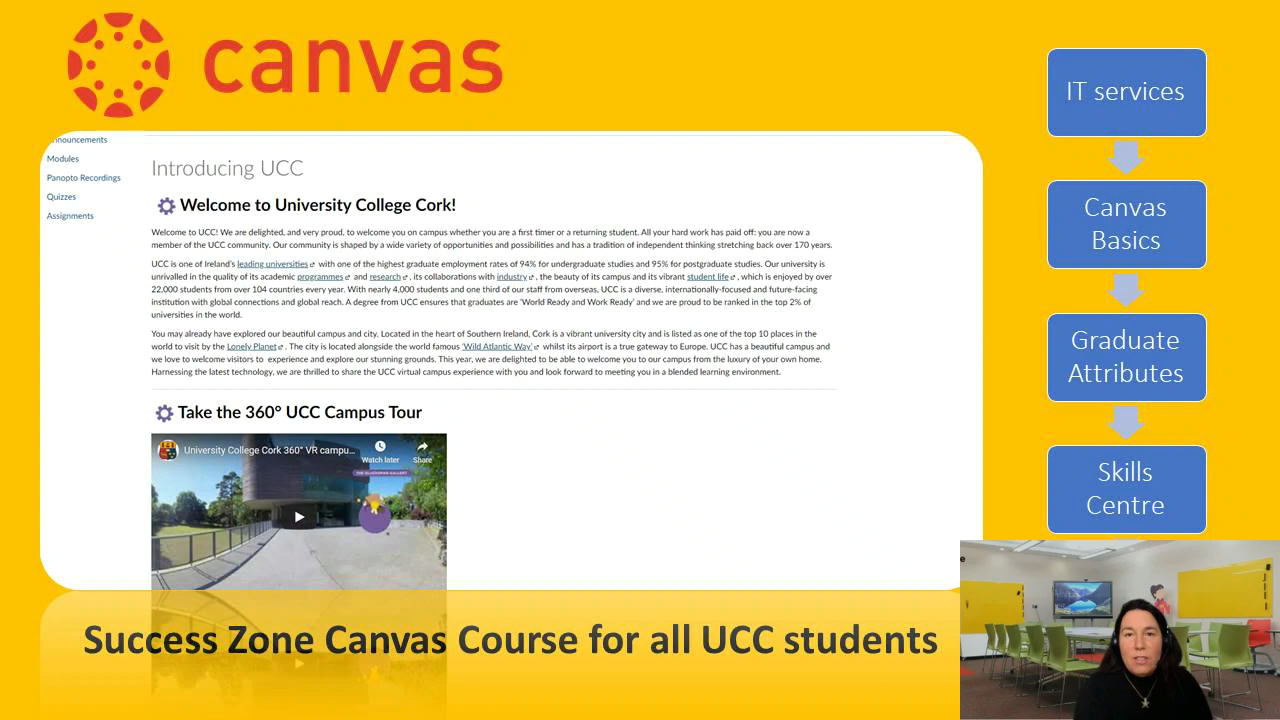 canvas
nnouncements
Modules
Panopto Recordings
Quizzes
Assignments
Introducing UCC
Welcome to University College Cork!
Welcome to UCC! We are delighted, and very proud, to welcome you on campus whether you are a first timer or a returning student. All your hard work has paid off: you are now a
member of the UCC community. Our community is shaped by a wide variety of opportunities and possibilities and has a tradition of independent thinking stretching back over 170 years.
UCC is one of Ireland's leading universities with one of the highest graduate employment rates of 94% for undergraduate studies and 95% for postgraduate studies. Our university is
unrivalled in the quality of its academic programmes and research , its collaborations with industry , the beauty of its campus and its vibrant student life , which is enjoyed by over
22,000 students from over 104 countries every year. With nearly 4,000 students and one third of our staff from overseas, UCC is a diverse, internationally-focused and future-facing
institution with global connections and global reach. A degree from UCC ensures that graduates are 'World Ready and Work Ready' and we are proud to be ranked in the top 2% of
universities in the world.
You may already have explored our beautiful campus and city. Located in the heart of Southern Ireland, Cork is a vibrant university city and is listed as one of the top 10 places in the
world to visit by the Lonely Planet . The city is located alongside the world famous 'Wild Atlantic Way' whilst its airport is a true gateway to Europe. UCC has a beautiful campus and
we love to welcome visitors to experience and explore our stunning grounds. This year, we are delighted to be able to welcome you to our campus from the luxury of your own home.
Harnessing the latest technology, we are thrilled to share the UCC virtual campus experience with you and look forward to meeting you in a blended learning environment.
Take the 360° UCC Campus Tour
University College Cork 360° VR campu...
Watch later
Share
THE GLUCKSMAN GALLERY
Success Zone Canvas Course for all UCC students
IT services
Canvas
Basics
Graduate
Attributes
Skills
Centre
e